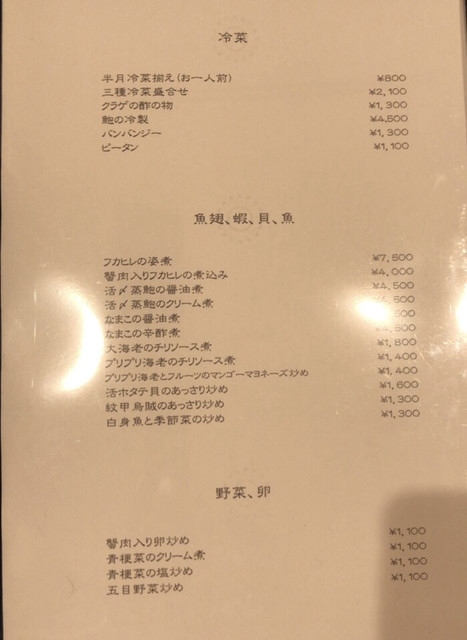 冷菜
半月冷菜揃え(お一人前) ¥800
三種冷菜盛合せ ¥2,100
クラゲの酢の物 ¥1,300
鮑の冷製 ¥4,500
バンバンジー ¥1,300
ピータン ¥1,100
魚翅、蝦、貝、魚
フカヒレの姿煮 ¥7,500
蟹肉入りフカヒレの煮込み ¥4,000
活〆蒸鮑の醤油煮 ¥4,500
活〆蒸鮑のクリーム煮
なまこの醤油煮
なまこの辛酢煮
大海老のチリソース煮 ¥1,800
プリプリ海老のチリソース煮 ¥1,400
プリプリ海老とフルーツのマンゴーマヨネーズ炒め ¥1,400
活ホタテ貝のあっさり炒め ¥1,600
紋甲烏賊のあっさり炒め ¥1,300
白身魚と季節菜の炒め ¥1,300
野菜、卵
蟹肉入り卵炒め ¥1,100
青梗菜のクリーム煮 ¥1,100
青梗菜の塩炒め ¥1,100
五目野菜炒め ¥1,100